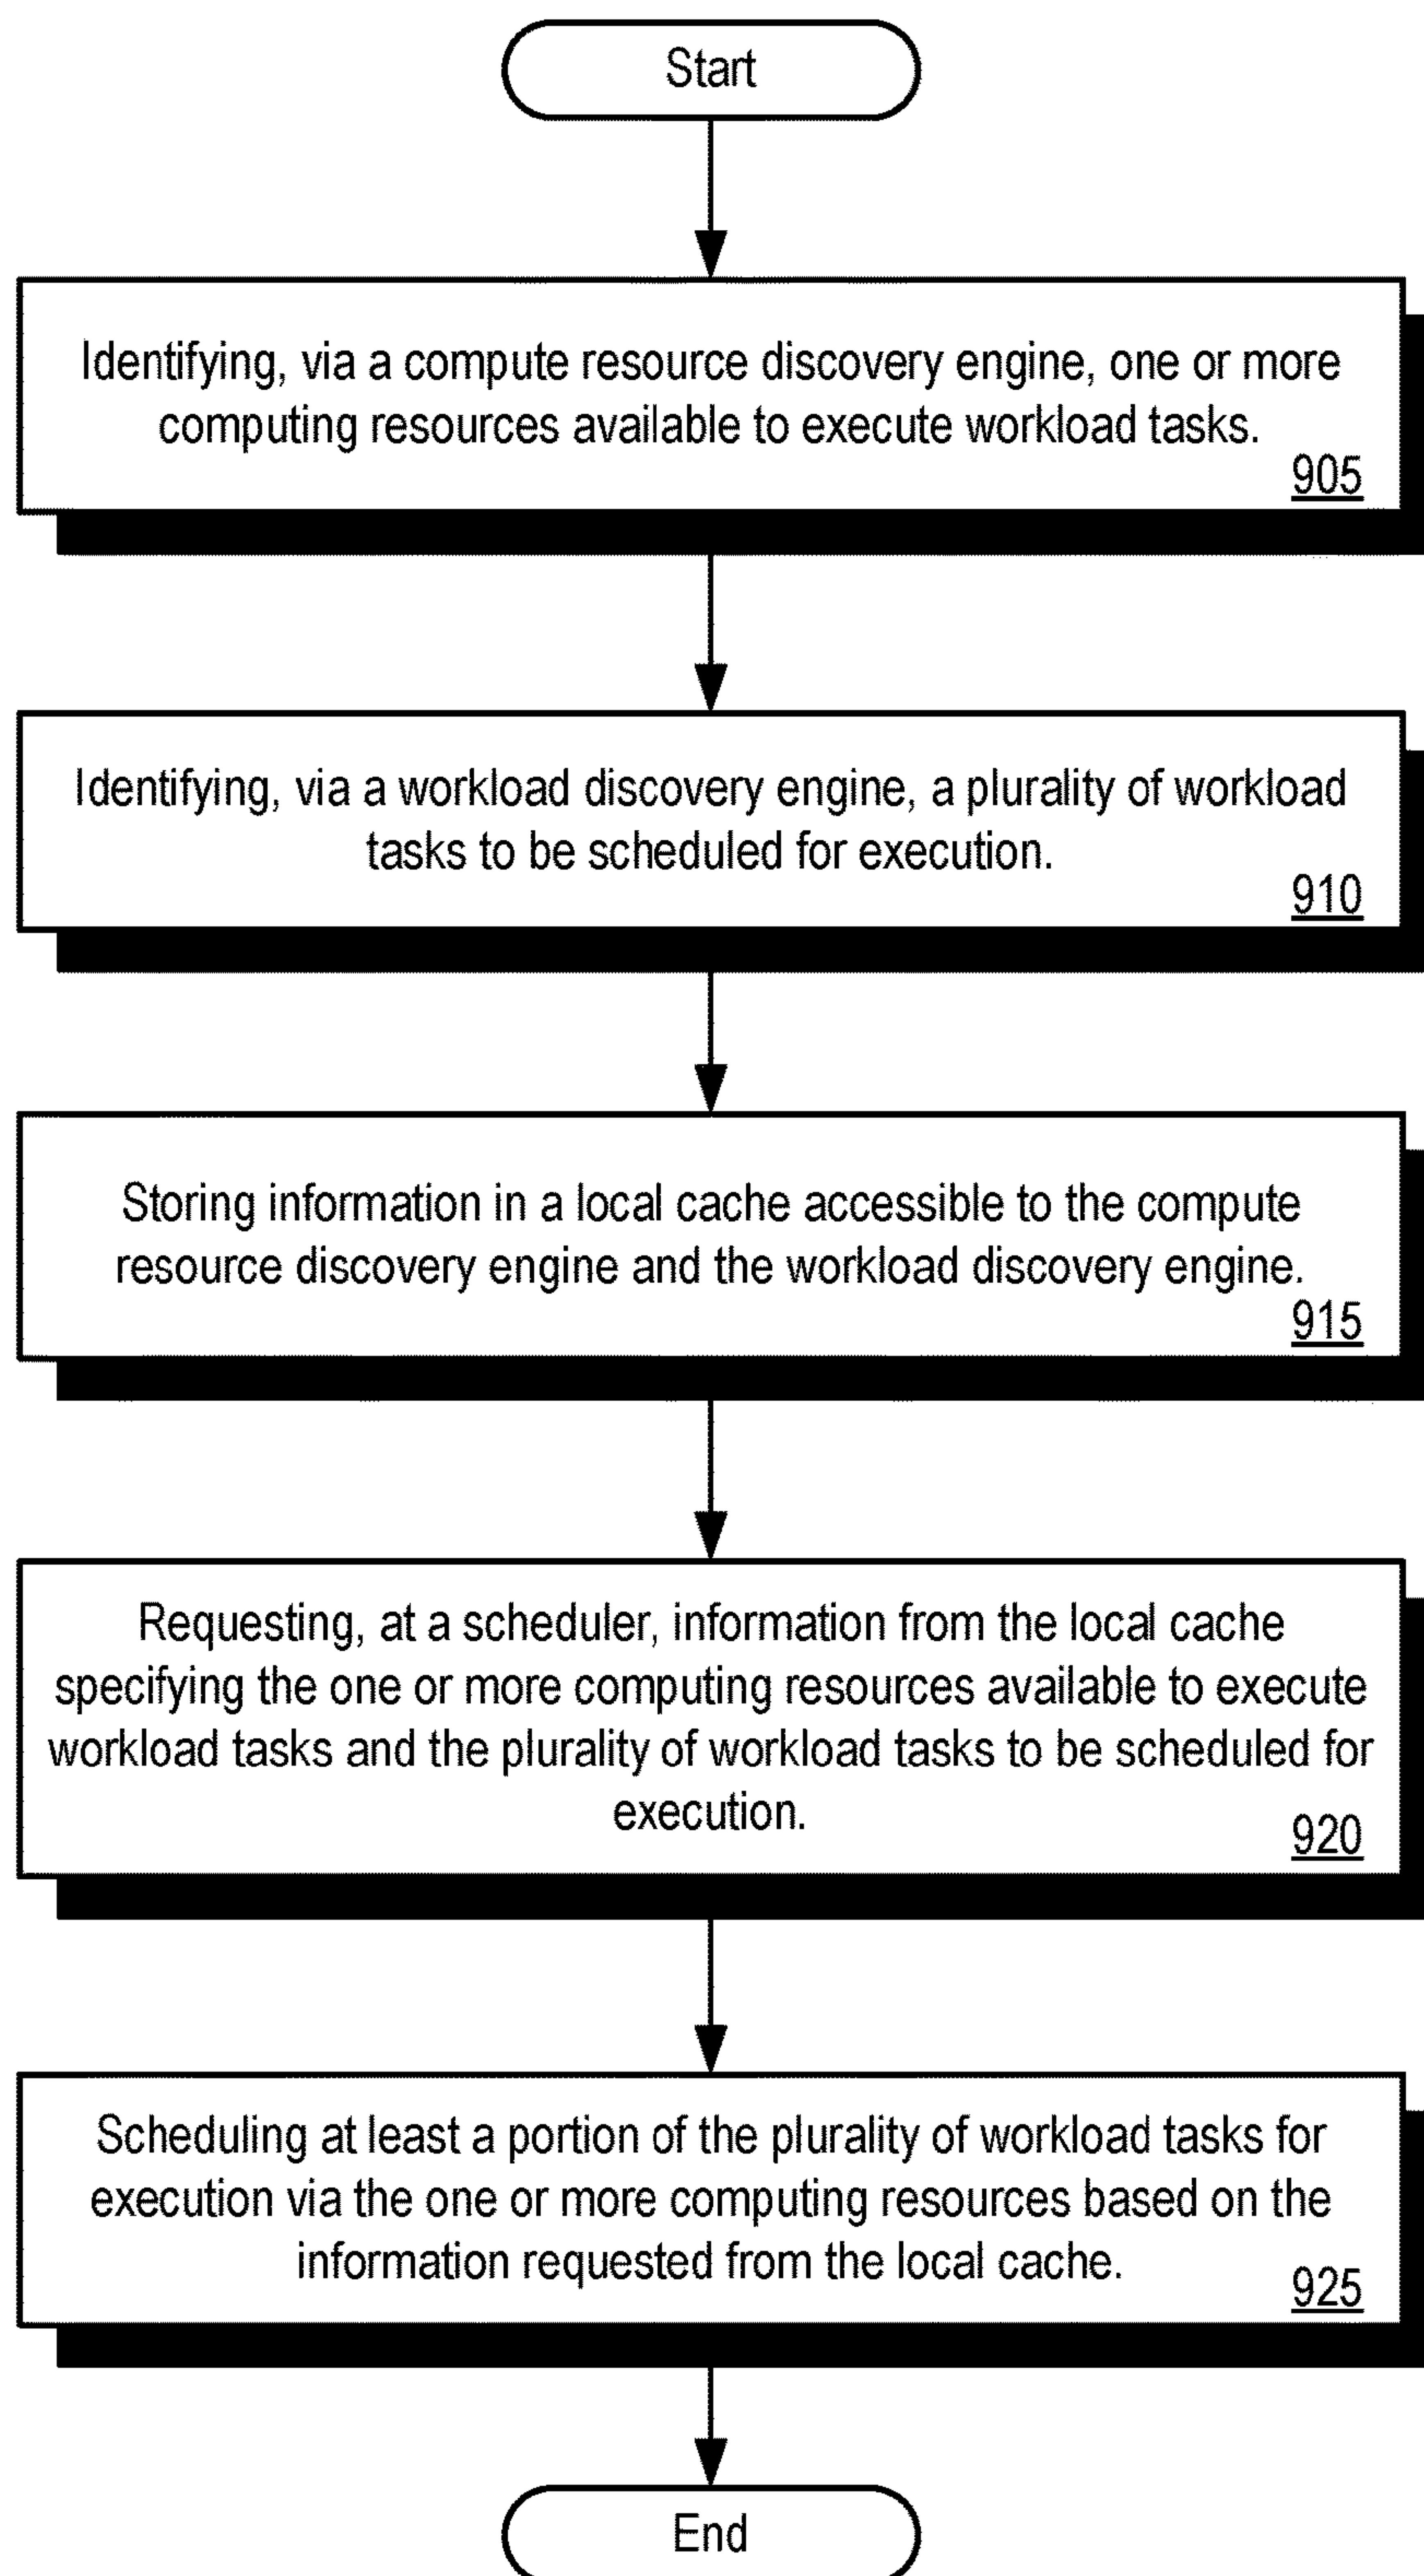 Start
Identifying, via a compute resource discovery engine, one or more
computing resources available to execute workload tasks.
905
Identifying, via a workload discovery engine, a plurality of workload
tasks to be scheduled for execution.
910
Storing information in a local cache accessible to the compute
resource discovery engine and the workload discovery engine.
915
Requesting, at a scheduler, information from the local cache
specifying the one or more computing resources available to execute
workload tasks and the plurality of workload tasks to be scheduled for
execution.
920
Scheduling at least a portion of the plurality of workload tasks for
execution via the one or more computing resources based on the
information requested from the local cache.
925
End